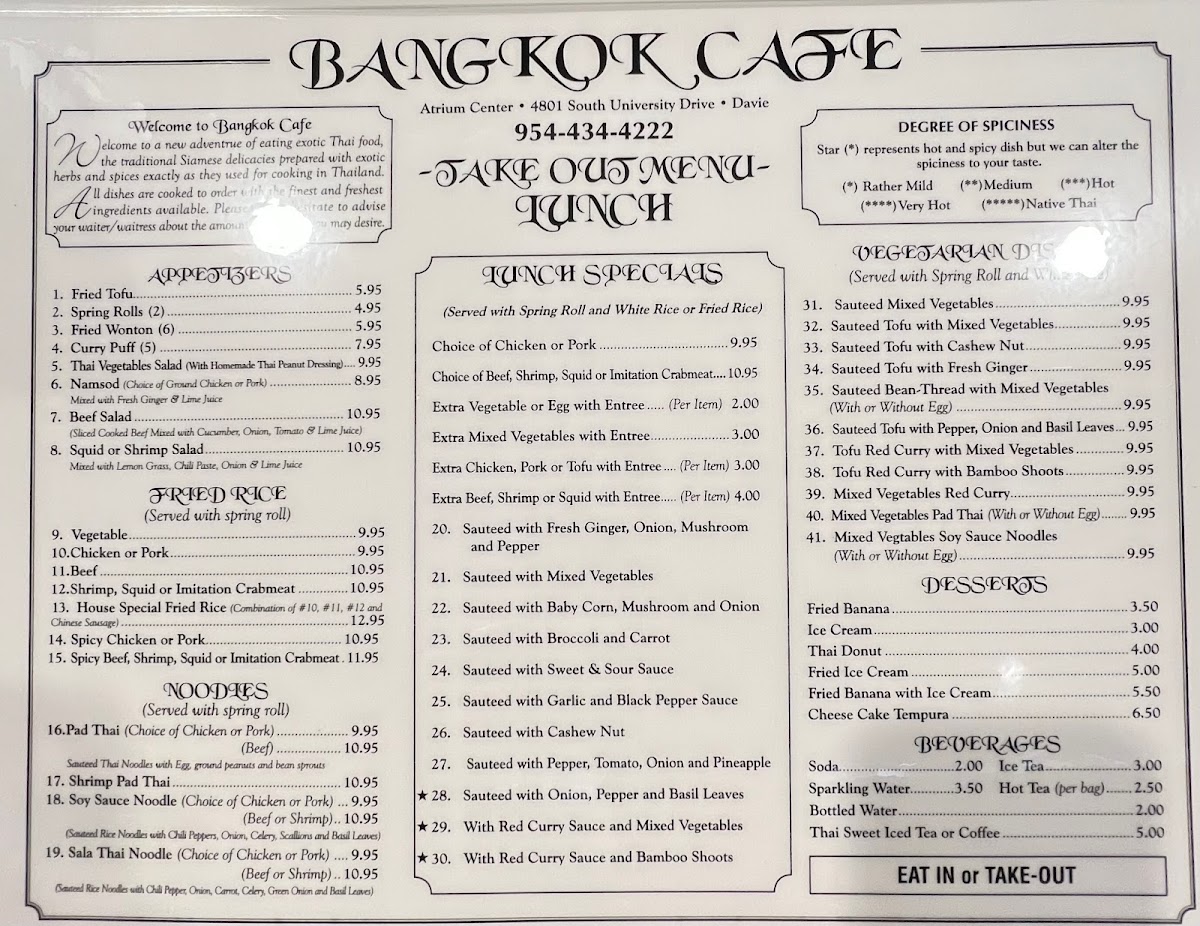 BANGKOK CAFE
Atrium Center • 4801 South University Drive • Davie
954-434-4222
-TAKE OUT MENU-
LUNCH
Welcome to Bangkok Cafe
Welcome to a new adventrue of eating exotic Thai food,
the traditional Siamese delicacies prepared with exotic
herbs and spices exactly as they used for cooking in Thailand.
All dishes are cooked to order with the finest and freshest
ingredients available. Please to advise
your waiter/waitress about the may desire.
APPETIZERS
1. Fried Tofu 5.95
2. Spring Rolls (2) 4.95
3. Fried Wonton (6) 5.95
4. Curry Puff (5) 7.95
5. Thai Vegetables Salad (With Homemade Thai Peanut Dressing) 9.95
6. Namsod (Choice of Ground Chicken or Pork) 8.95
Mixed with Fresh Ginger & Lime Juice
7. Beef Salad 10.95
(Sliced Cooked Beef Mixed with Cucumber, Onion, Tomato & Lime Juice)
8. Squid or Shrimp Salad 10.95
Mixed with Lemon Grass, Chili Paste, Onion & Lime Juice
FRIED RICE
(Served with spring roll)
9. Vegetable 9.95
10.Chicken or Pork 9.95
11.Beef 10.95
12.Shrimp, Squid or Imitation Crabmeat 10.95
13. House Special Fried Rice (Combination of #10, #11, #12 and
Chinese Sausage) 12.95
14. Spicy Chicken or Pork 10.95
15. Spicy Beef, Shrimp, Squid or Imitation Crabmeat . 11.95
NOODLES
(Served with spring roll)
16.Pad Thai (Choice of Chicken or Pork) 9.95
(Beef) 10.95
Sauteed Thai Noodles with Egg, ground peanuts and bean sprouts
17. Shrimp Pad Thai 10.95
18. Soy Sauce Noodle (Choice of Chicken or Pork) ... 9.95
(Beef or Shrimp) .. 10.95
(Sauteed Rice Noodles with Chili Peppers, Onion, Celery, Scallions and Basil Leaves)
19. Sala Thai Noodle (Choice of Chicken or Pork) .... 9.95
(Beef or Shrimp) .. 10.95
(Sauteed Rice Noodles with Chili Pepper, Onion, Carrot, Celery, Green Onion and Basil Leaves)
LUNCH SPECIALS
(Served with Spring Roll and White Rice or Fried Rice)
Choice of Chicken or Pork 9.95
Choice of Beef, Shrimp, Squid or Imitation Crabmeat.... 10.95
Extra Vegetable or Egg with Entree ..... (Per Item) 2.00
Extra Mixed Vegetables with Entree 3.00
Extra Chicken, Pork or Tofu with Entree .... (Per Item) 3.00
Extra Beef, Shrimp or Squid with Entree..... (Per Item) 4.00
20. Sauteed with Fresh Ginger, Onion, Mushroom
and Pepper
21. Sauteed with Mixed Vegetables
22. Sauteed with Baby Corn, Mushroom and Onion
23. Sauteed with Broccoli and Carrot
24. Sauteed with Sweet & Sour Sauce
25. Sauteed with Garlic and Black Pepper Sauce
26. Sauteed with Cashew Nut
27. Sauteed with Pepper, Tomato, Onion and Pineapple
★ 28. Sauteed with Onion, Pepper and Basil Leaves
★ 29. With Red Curry Sauce and Mixed Vegetables
★ 30. With Red Curry Sauce and Bamboo Shoots
DEGREE OF SPICINESS
Star (*) represents hot and spicy dish but we can alter the
spiciness to your taste.
(*) Rather Mild (**)Medium (***)Hot
(****)Very Hot (*****)Native Thai
VEGETARIAN
(Served with Spring Roll and
31. Sauteed Mixed Vegetables 9.95
32. Sauteed Tofu with Mixed Vegetables 9.95
33. Sauteed Tofu with Cashew Nut 9.95
34. Sauteed Tofu with Fresh Ginger 9.95
35. Sauteed Bean-Thread with Mixed Vegetables
(With or Without Egg) 9.95
36. Sauteed Tofu with Pepper, Onion and Basil Leaves... 9.95
37. Tofu Red Curry with Mixed Vegetables 9.95
38. Tofu Red Curry with Bamboo Shoots 9.95
39. Mixed Vegetables Red Curry 9.95
40. Mixed Vegetables Pad Thai (With or Without Egg) 9.95
41. Mixed Vegtables Soy Sauce Noodles
(With or Without Egg) 9.95
DESSERTS
Fried Banana 3.50
Ice Cream 3.00
Thai Donut 4.00
Fried Ice Cream 5.00
Fried Banana with Ice Cream 5.50
Cheese Cake Tempura 6.50
BEVERAGES
Soda 2.00 Ice Tea 3.00
Sparkling Water 3.50 Hot Tea (per bag) 2.50
Bottled Water 2.00
Thai Sweet Iced Tea or Coffee 5.00
EAT IN or TAKE-OUT